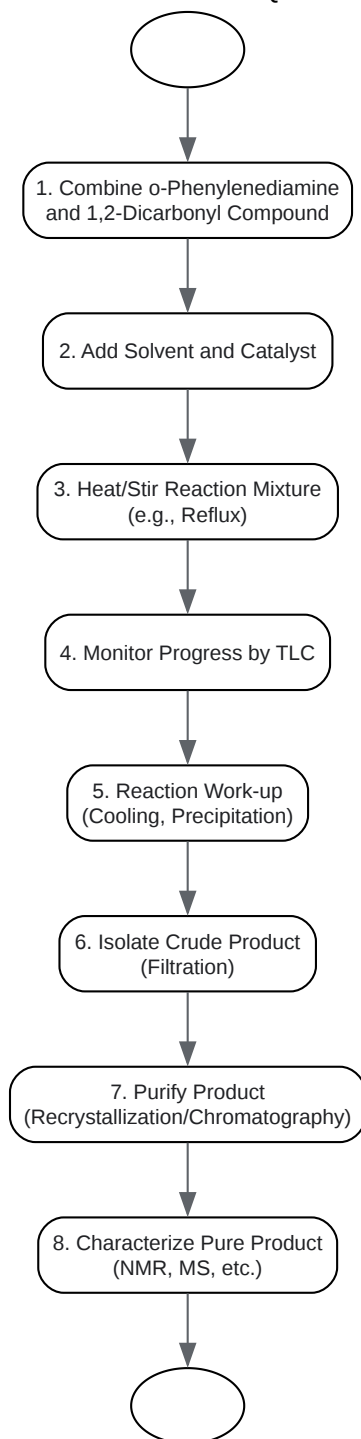 1. Combine o-Phenylenediamine
and 1,2-Dicarbonyl Compound
2. Add Solvent and Catalyst
3. Heat/Stir Reaction Mixture
(e.g., Reflux)
4. Monitor Progress by TLC
5. Reaction Work-up
(Cooling, Precipitation)
6. Isolate Crude Product
(Filtration)
7. Purify Product
(Recrystallization/Chromatography)
8. Characterize Pure Product
(NMR, MS, etc.)